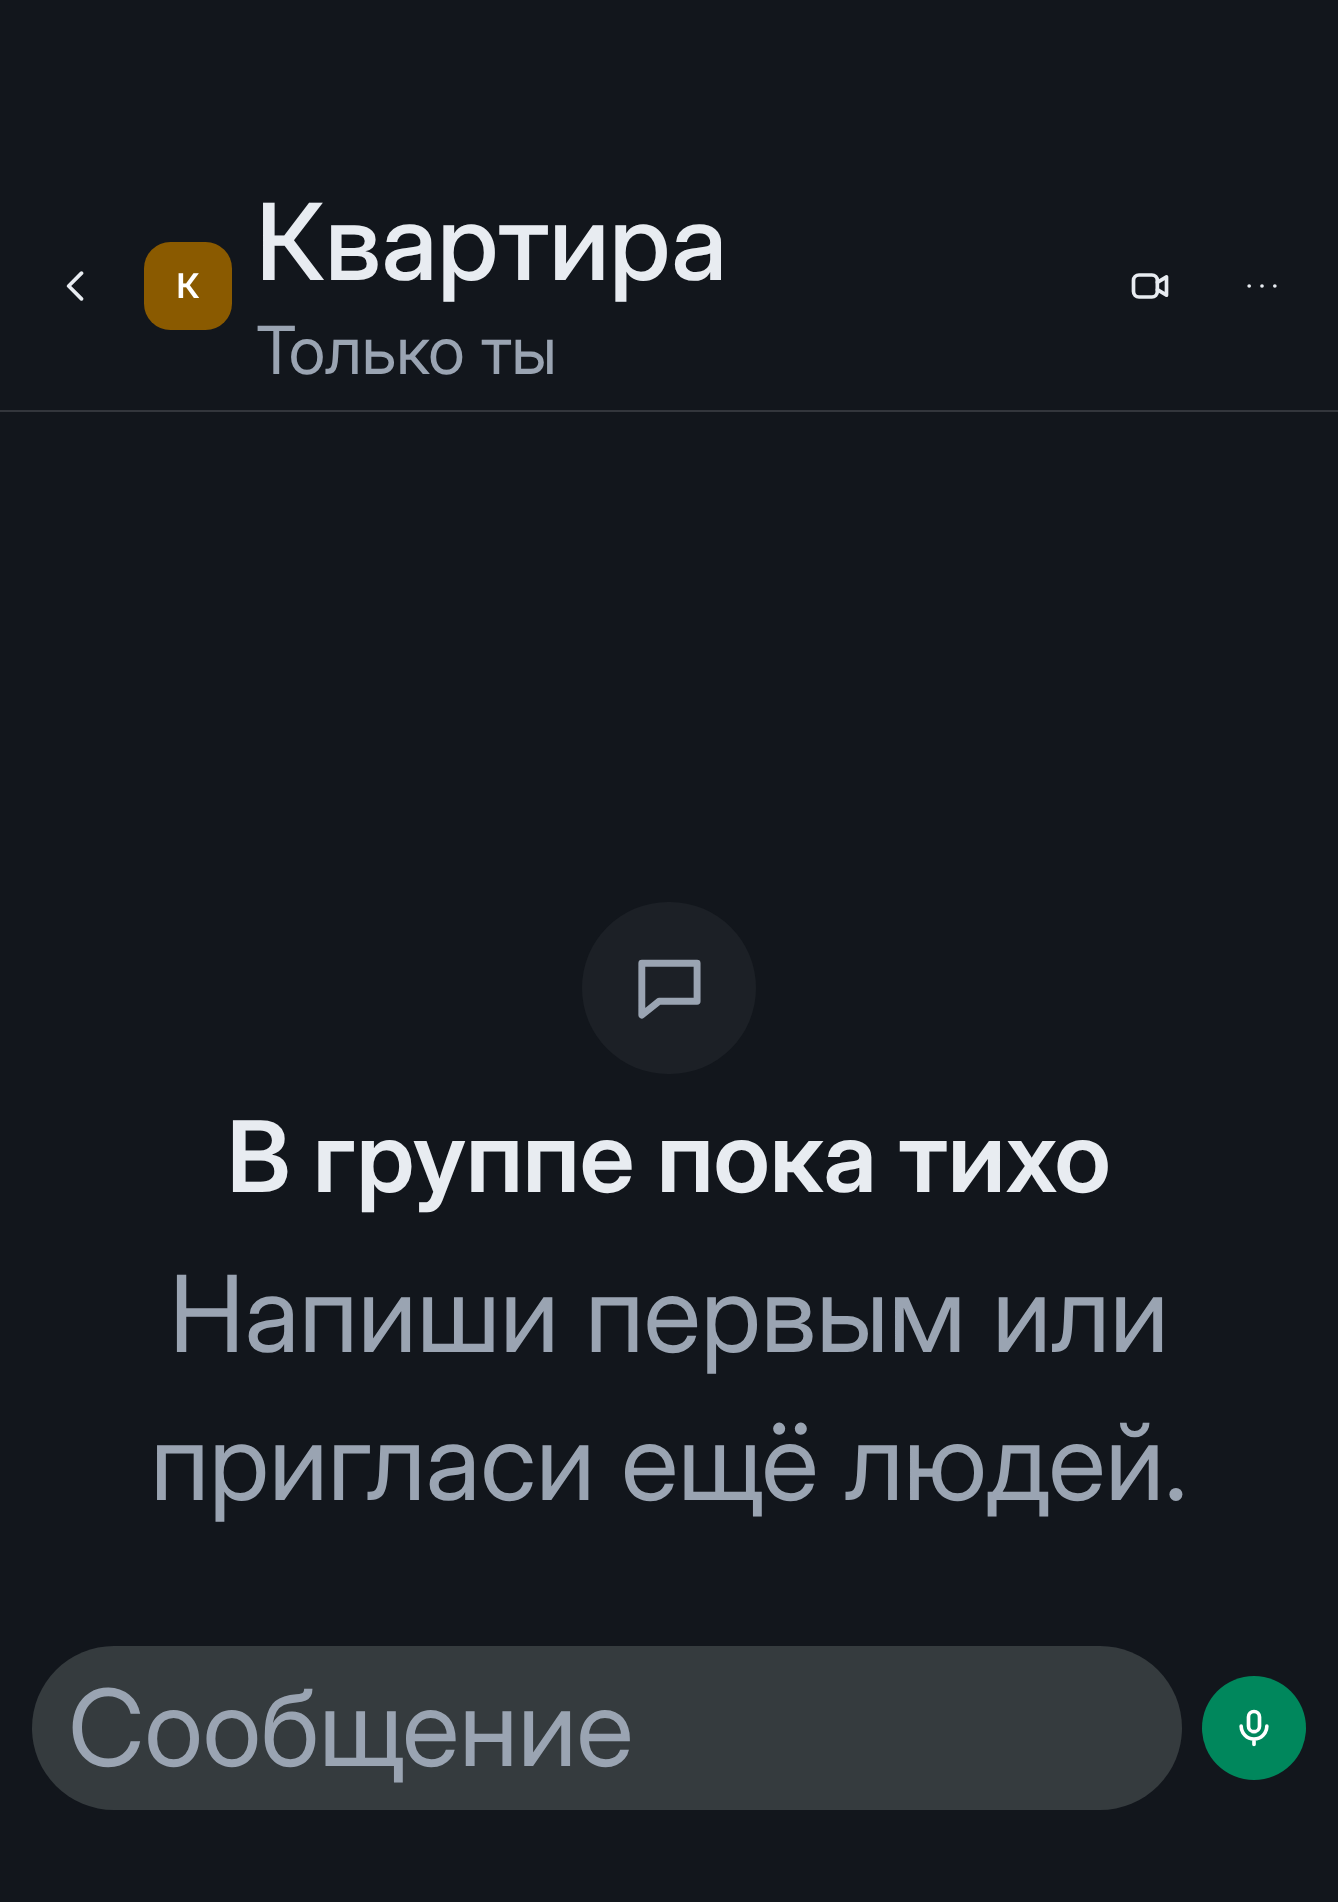 К
Квартира
Только ты
В группе пока тихо
Напиши первым или
пригласи ещё людей.
Сообщение